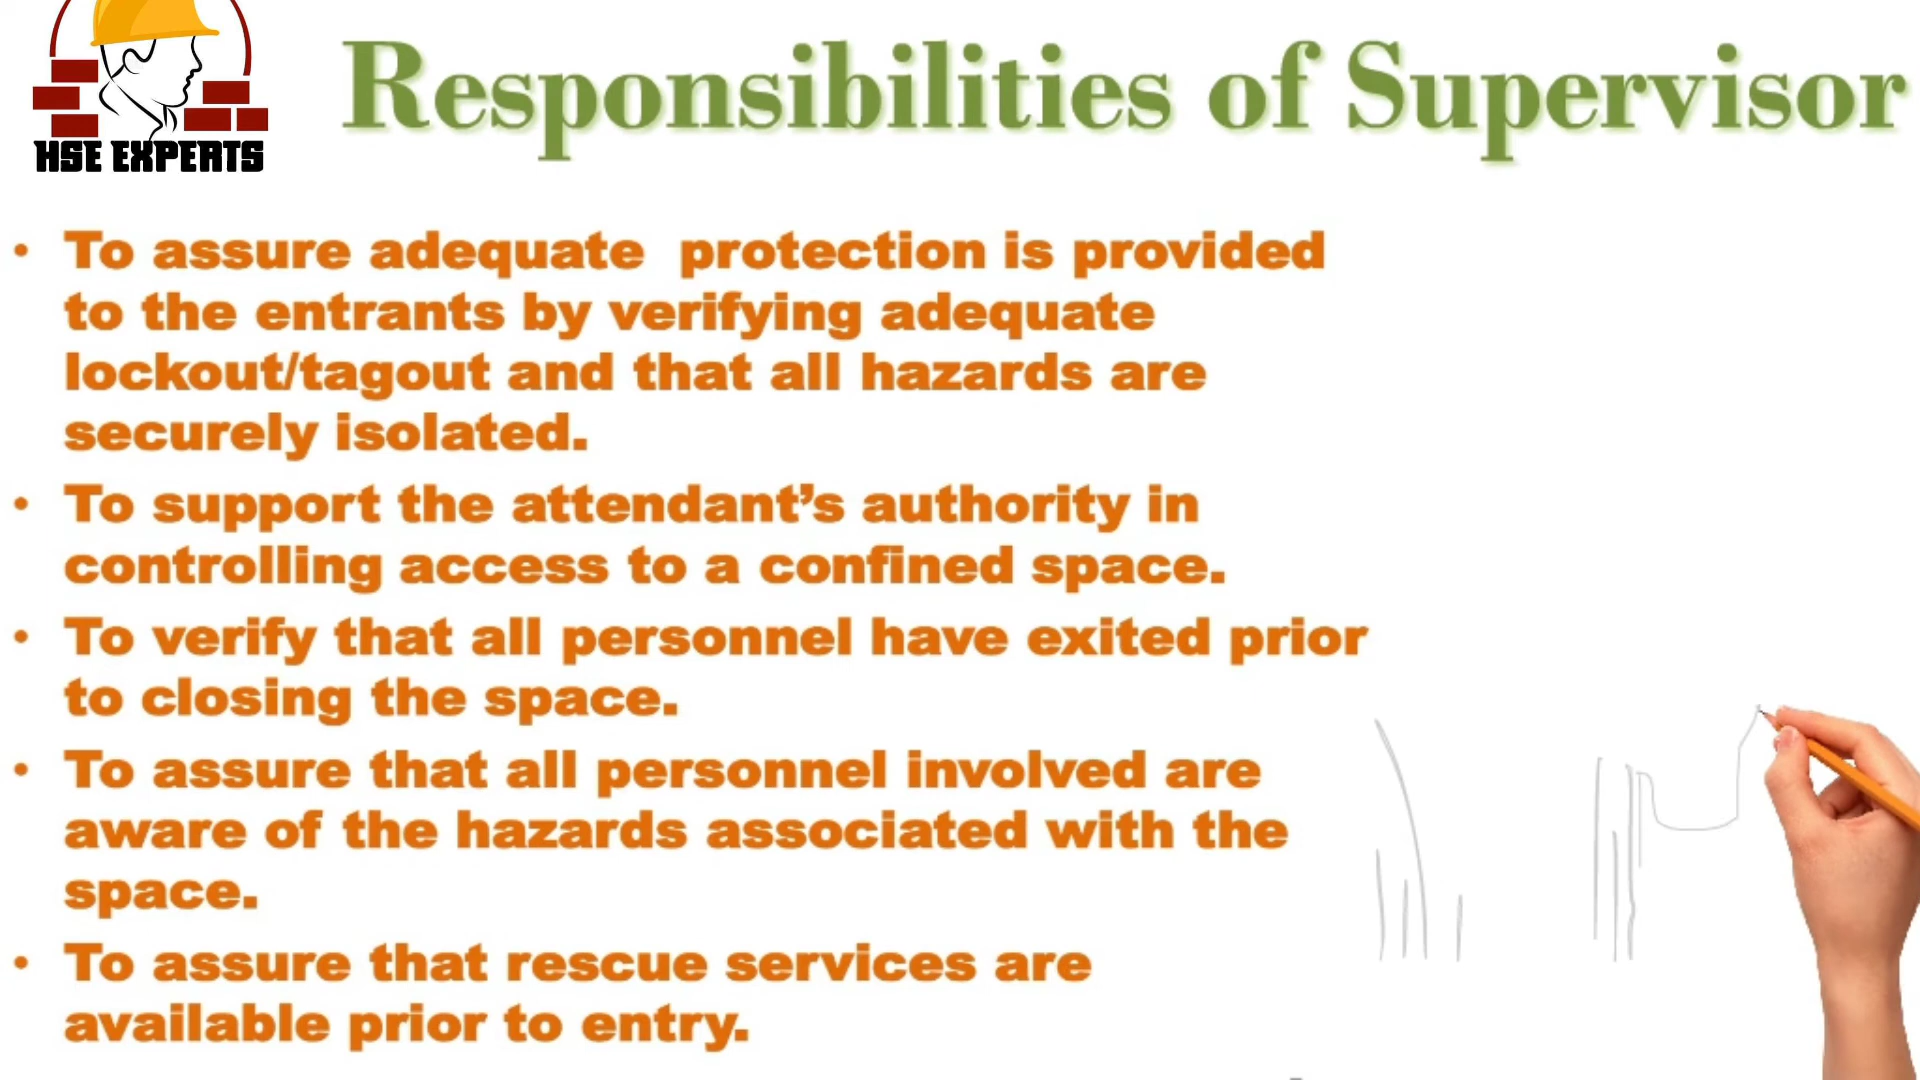 HSE EXPERTS
Responsibilities of Supervisor
• To assure adequate protection is provided
to the entrants by verifying adequate
lockout/tagout and that all hazards are
securely isolated.
• To support the attendant’s authority in
controlling access to a confined space.
• To verify that all personnel have exited prior
to closing the space.
• To assure that all personnel involved are
aware of the hazards associated with the
space.
• To assure that rescue services are
available prior to entry.